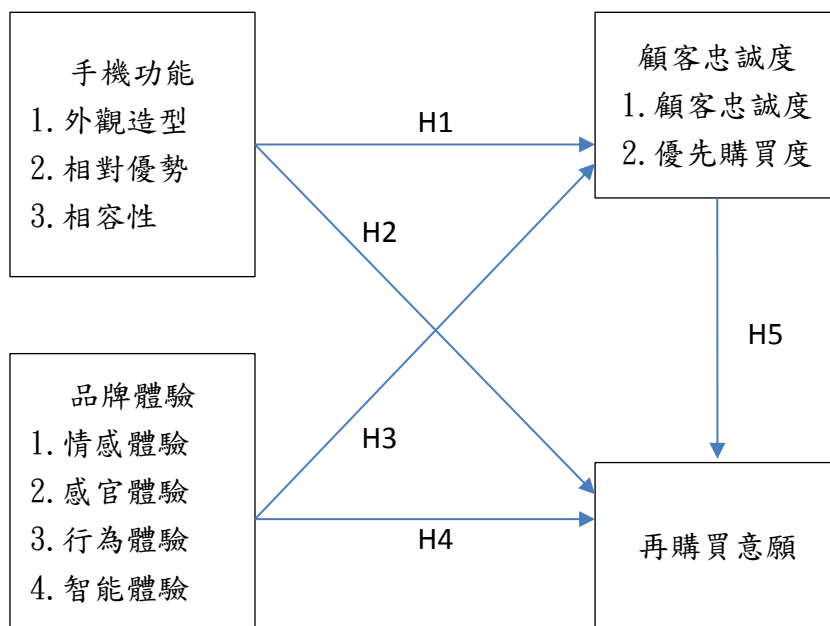 手機功能
1.外觀造型
2.相對優勢
3.相容性
H1
顧客忠誠度
1.顧客忠誠度
2.優先購買度
H2
H5
品牌體驗
1.情感體驗
2.感官體驗
3.行為體驗
4.智能體驗
H3
H4
再購買意願